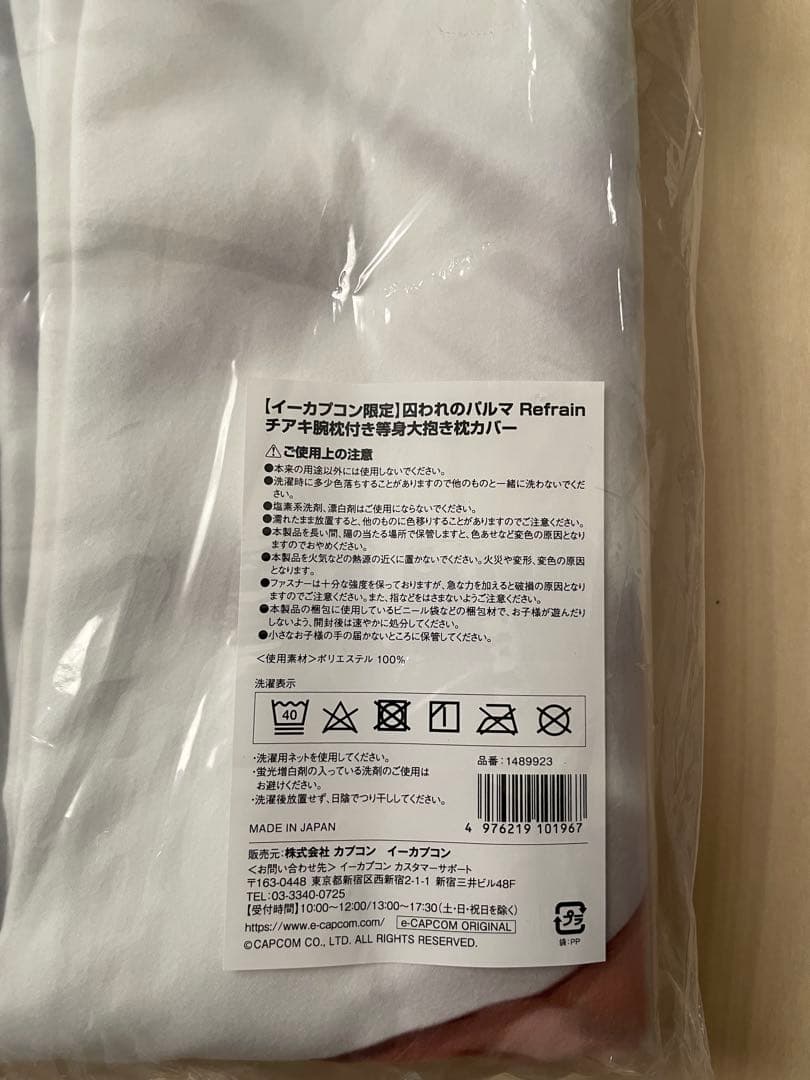 【イーカプコン限定】囚われのパルマ Refrain
チアキ腕枕付き等身大抱き枕カバー
⚠ご使用上の注意
●本来の用途以外には使用しないでください。
●洗濯時に多少色落ちすることがありますので他のものと一緒に洗わないでくだ
さい。
●塩素系洗剤、漂白剤はご使用にならないでください。
●濡れたまま放置すると、他のものに色移りすることがありますのでご注意ください。
●本製品を長い間、陽の当たる場所で保管しますと、色あせなど変色の原因となり
ますのでおやめください。
●本製品を火気などの熱源の近くに置かないでください。火災や変形、変色の原因
となります。
●ファスナーは十分な強度を保っておりますが、急な力を加えると破損の原因となり
ますのでご注意ください。また、指などをはさまないようご注意ください。
●本製品の梱包に使用しているビニール袋などの梱包材で、お子様が遊んだり
しないよう、開封後は速やかに処分してください。
●小さなお子様の手の届かないところに保管してください。
＜使用素材＞ポリエステル 100%
洗濯表示
40
・洗濯用ネットを使用してください。
・蛍光増白剤の入っている洗剤のご使用は
お避けください。
・洗濯後放置せず、日陰でつり干ししてください。
品番：1489923
4 976219 101967
MADE IN JAPAN
販売元：株式会社 カプコン イーカプコン
＜お問い合わせ先＞イーカプコン カスタマーサポート
〒163-0448 東京都新宿区西新宿2-1-1 新宿三井ビル48F
TEL：03-3340-0725
【受付時間】10：00～12：00/13：00～17：30（土・日・祝日を除く）
https://www.e-capcom.com/ e-CAPCOM ORIGINAL
©CAPCOM CO., LTD. ALL RIGHTS RESERVED.
プラ
袋：PP